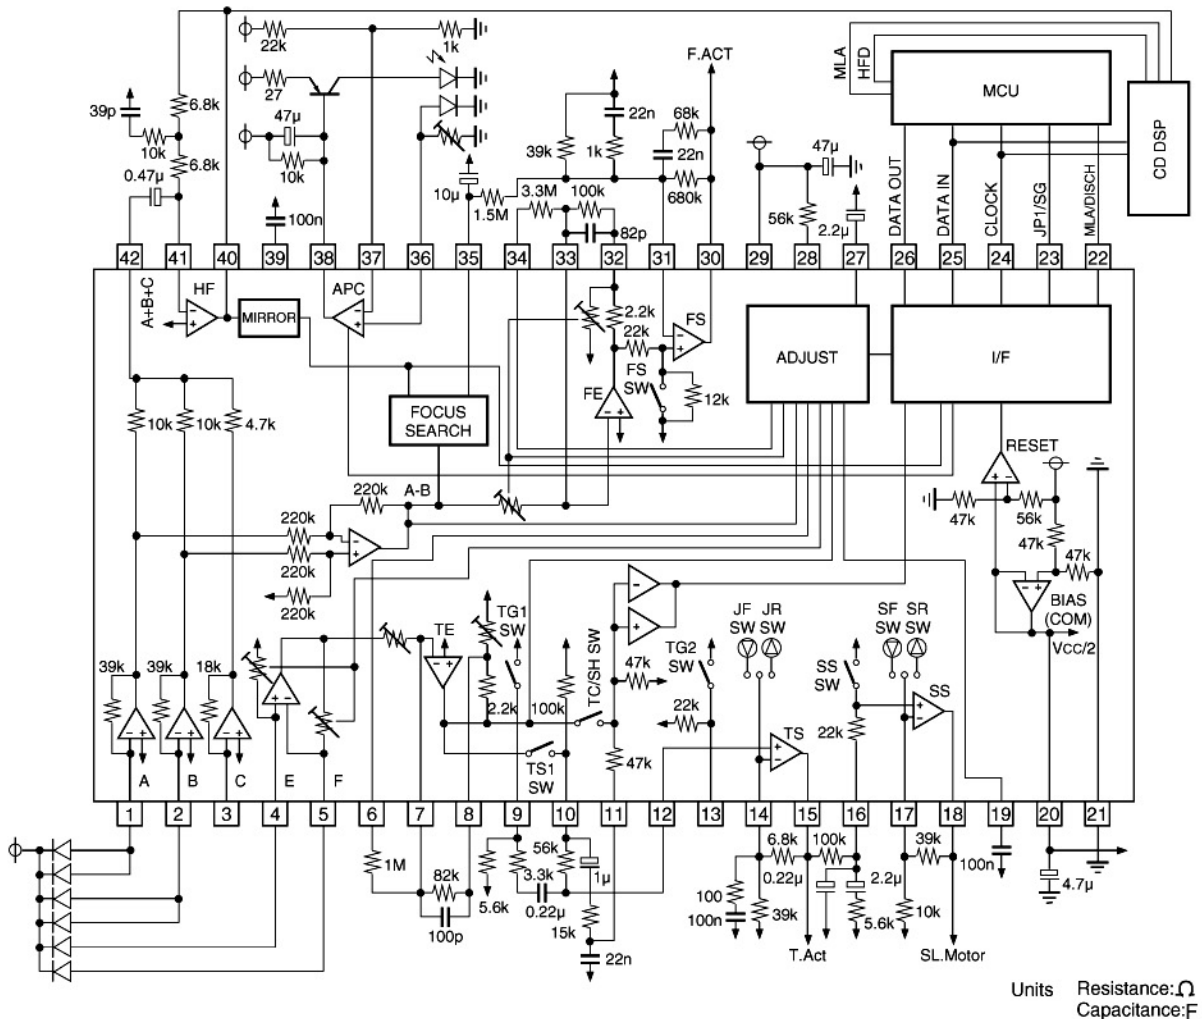 22k
1k
F.ACT
MLA
HFD
MCU
CD DSP
39p
6.8k
27
47μ
22n
68k
10k
6.8k
10k
39k
1k
22n
47μ
0.47μ
10μ
1.5M
3.3M
100k
680k
100n
82p
56k
2.2μ
DATA OUT
DATA IN
CLOCK
JP1/SG
MLA/DISCH
42 41 40 39 38 37 36 35 34 33 32 31 30 29 28 27 26 25 24 23 22
A+B+C
HF
MIRROR
APC
2.2k
22k
FS
ADJUST
I/F
FE
FS
SW
12k
10k
10k
4.7k
FOCUS
SEARCH
RESET
47k
56k
220k
A-B
220k
220k
220k
47k
47k
BIAS
(COM)
VCC/2
TE
TG1
SW
TC/SH SW
47k
TG2
SW
JF
SW
JR
SW
SF
SW
SR
SW
SS
SW
SS
39k
39k
18k
2.2k
100k
22k
22k
TS
TS1
SW
47k
A
B
C
E
F
1 2 3 4 5 6 7 8 9 10 11 12 13 14 15 16 17 18 19 20 21
1M
82k
100p
5.6k
3.3k
56k
0.22μ
1μ
15k
22n
6.8k
100k
0.22μ
2.2μ
39k
100n
4.7μ
100
100n
39k
5.6k
10k
T.Act
SL.Motor
Units Resistance:Ω
Capacitance:F